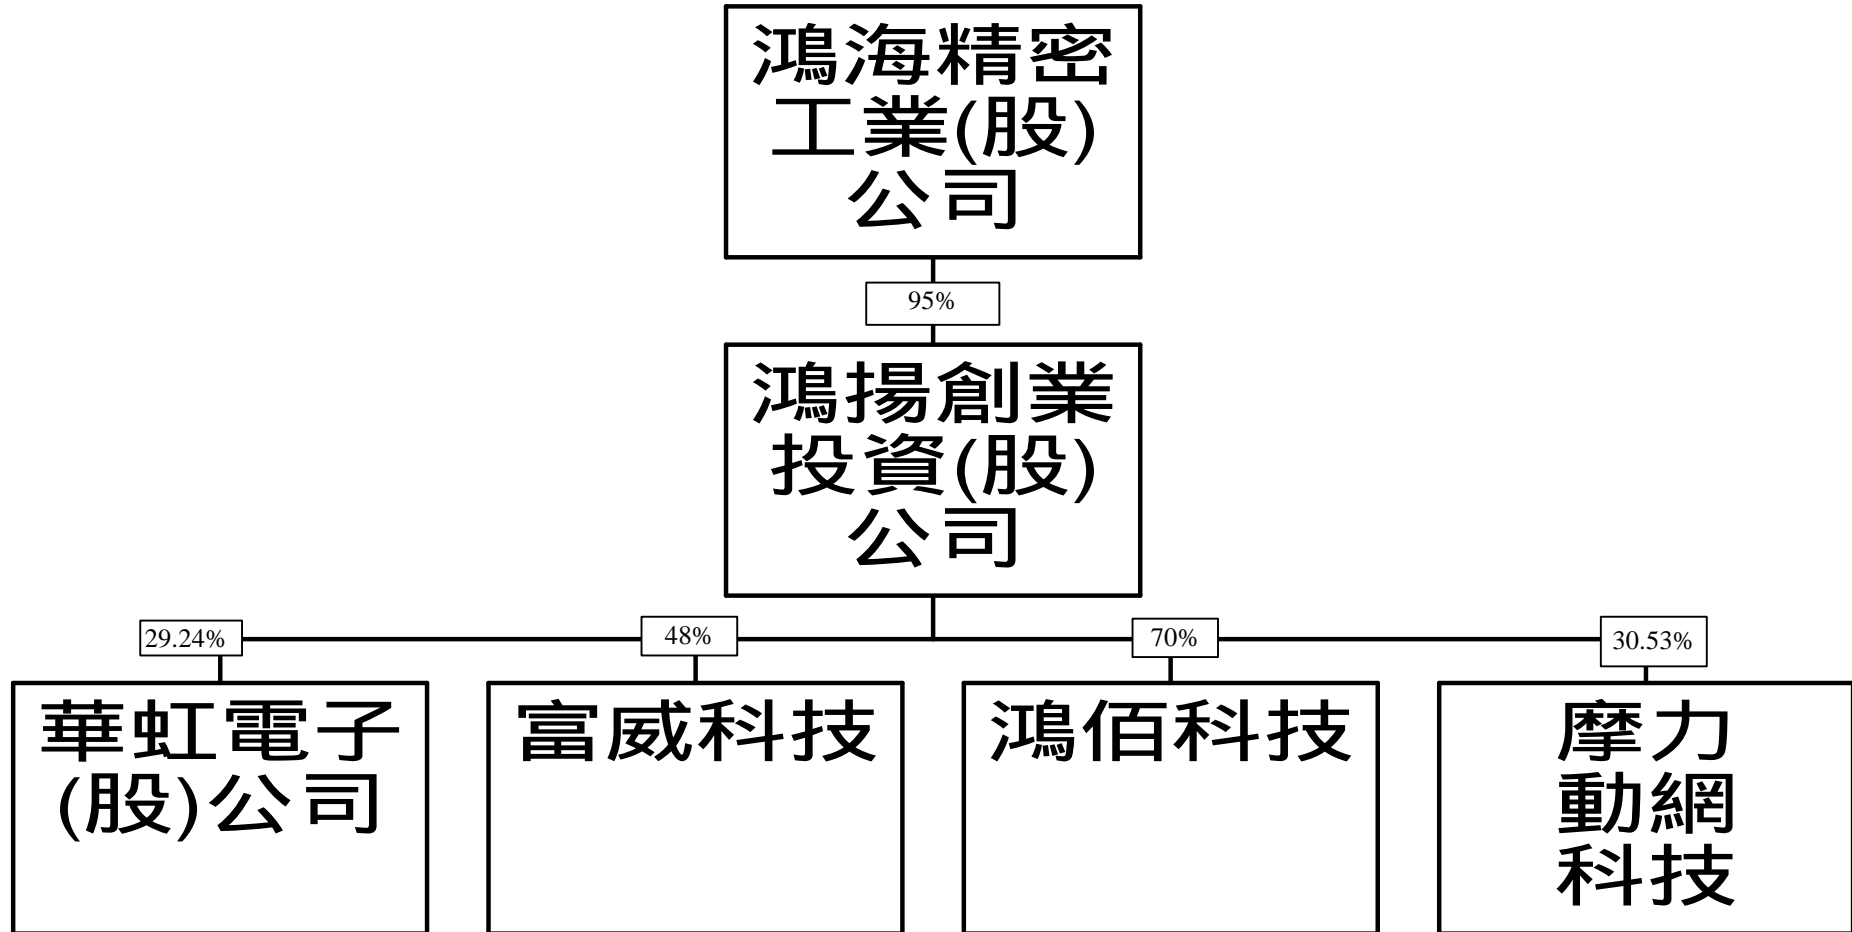 鴻海精密
工業(股)
公司
95%
鴻揚創業
投資(股)
公司
29.24%
48%
70%
30.53%
華虹電子
(股)公司
富威科技
鴻佰科技
摩力
動網
科技